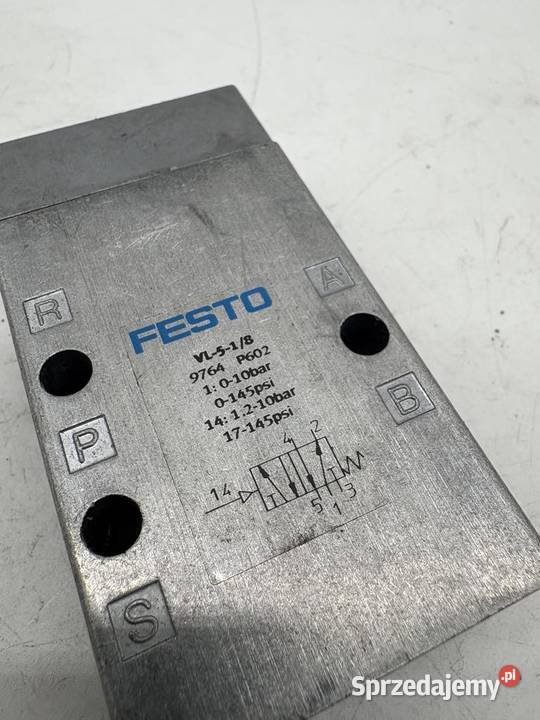 R
A
FESTO
VL-5-1/8
9764 P602
1: 0-10bar
0-145psi
14: 1.2-10bar
17-145psi
P
B
4 2
14
5 1 3
S
Sprzedajemy.pl